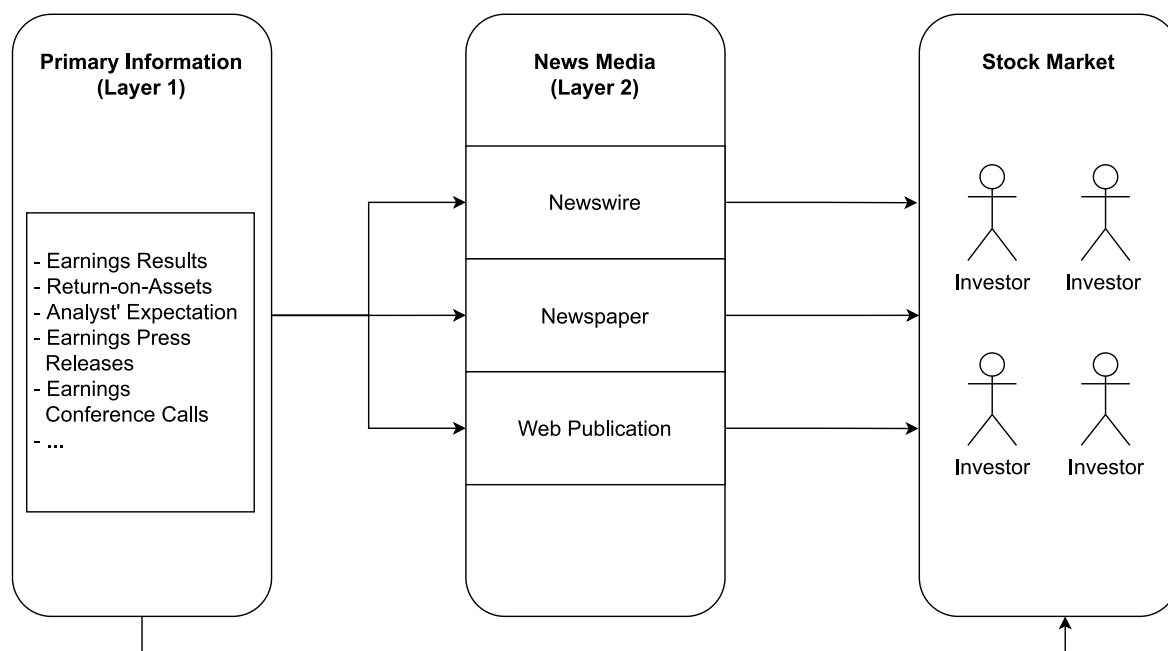 Primary Information
(Layer 1)
- Earnings Results
- Return-on-Assets
- Analyst' Expectation
- Earnings Press
Releases
- Earnings
Conference Calls
- ...
News Media
(Layer 2)
Newswire
Newspaper
Web Publication
Stock Market
Investor
Investor
Investor
Investor